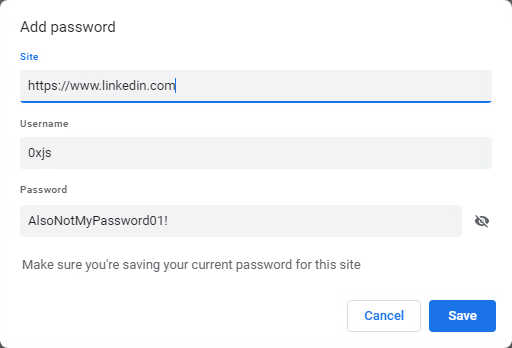 Add password
Site
https://www.linkedin.com
Username
0xjs
Password
AlsoNotMyPassword01!
Make sure you're saving your current password for this site
Cancel Save